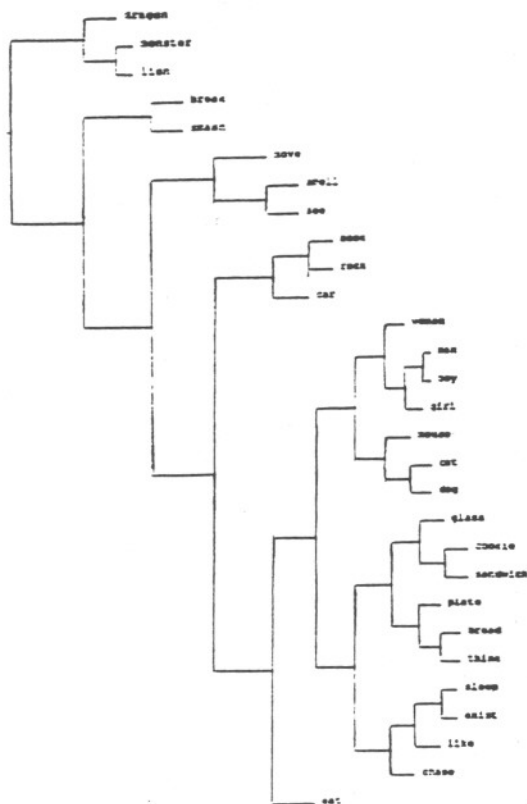 dragon
monster
lion
break
smash
move
smell
see
book
rock
car
woman
man
boy
girl
mouse
cat
dog
glass
cookie
sandwich
plate
bread
think
sleep
exist
like
chase
eat